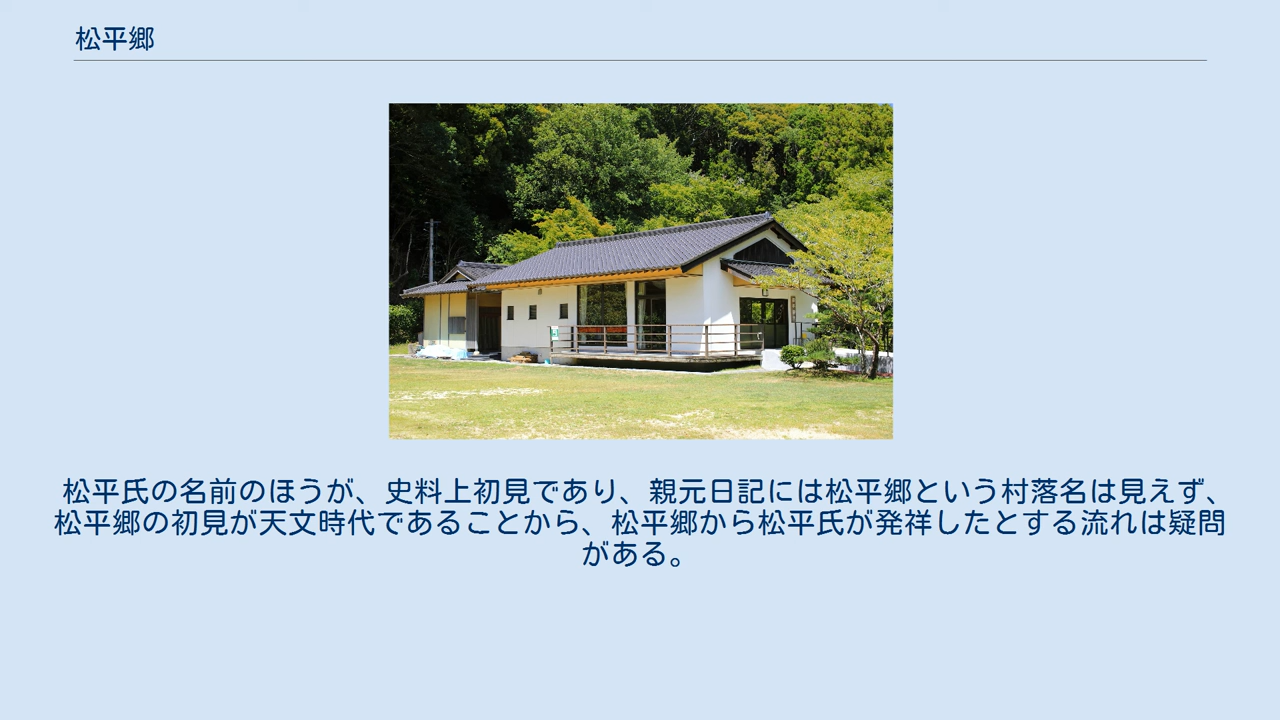 松平郷
松平氏の名前のほうが、史料上初見であり、親元日記には松平郷という村落名は見えず、
松平郷の初見が天文時代であることから、松平郷から松平氏が発祥したとする流れは疑問
がある。